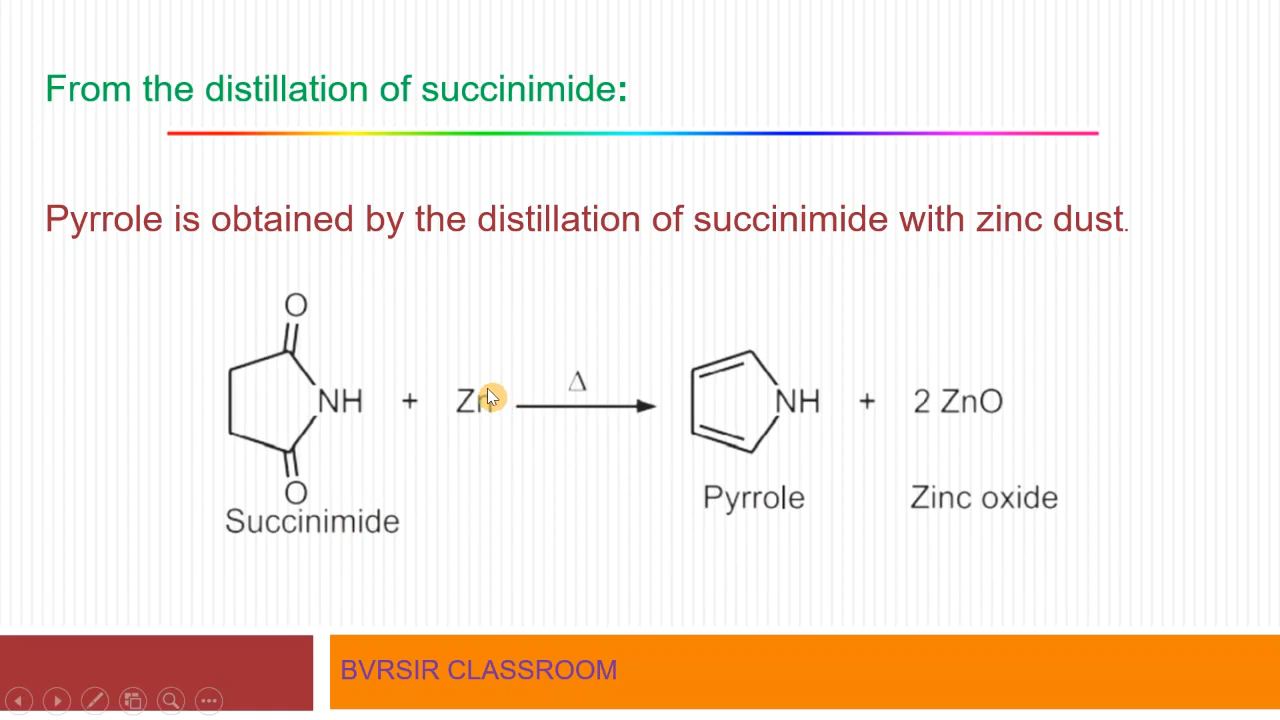 From the distillation of succinimide:
Pyrrole is obtained by the distillation of succinimide with zinc dust.
O
NH + Zn Δ NH + 2 ZnO
O
Succinimide
Pyrrole Zinc oxide
BVRSIR CLASSROOM